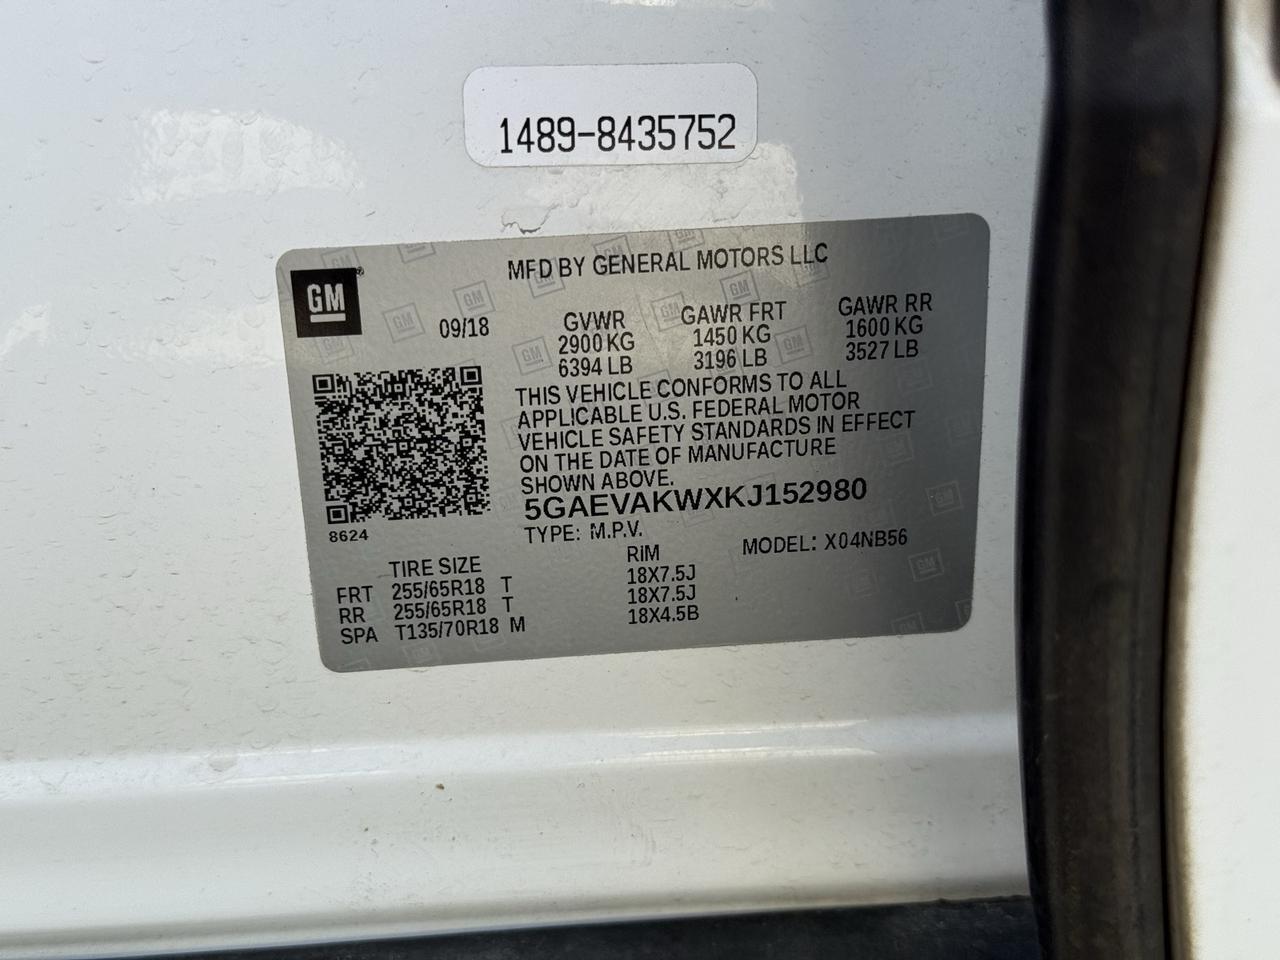 1489-8435752
MFD BY GENERAL MOTORS LLC
GM
09/18
GVWR GAWR FRT GAWR RR
2900 KG 1450 KG 1600 KG
6394 LB 3196 LB 3527 LB
THIS VEHICLE CONFORMS TO ALL
APPLICABLE U.S. FEDERAL MOTOR
VEHICLE SAFETY STANDARDS IN EFFECT
ON THE DATE OF MANUFACTURE
SHOWN ABOVE.
5GAEVAKWXKJ152980
8624
TYPE: M.P.V. MODEL: X04NB56
TIRE SIZE RIM
FRT 255/65R18 T 18X7.5J
RR 255/65R18 T 18X7.5J
SPA T135/70R18 M 18X4.5B